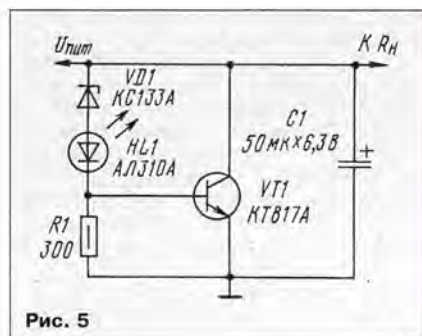 Uпит
К Rн
VD1
КС133А
HL1
АЛ310А
C1
50мк×6,3В
+
VT1
КТ817А
R1
300
Рис. 5